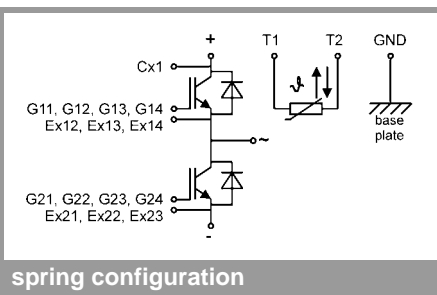 + T1 T2 GND
Cx1
ϑ
G11, G12, G13, G14
Ex12, Ex13, Ex14
base
plate
~
G21, G22, G23, G24
Ex21, Ex22, Ex23
-
spring configuration